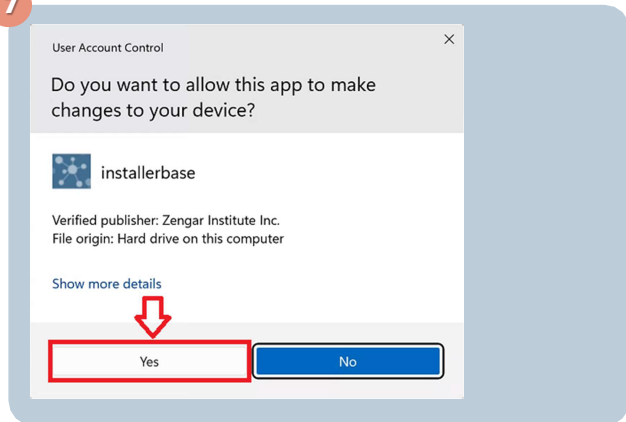 7
User Account Control
Do you want to allow this app to make
changes to your device?
installerbase
Verified publisher: Zengar Institute Inc.
File origin: Hard drive on this computer
Show more details
Yes
No